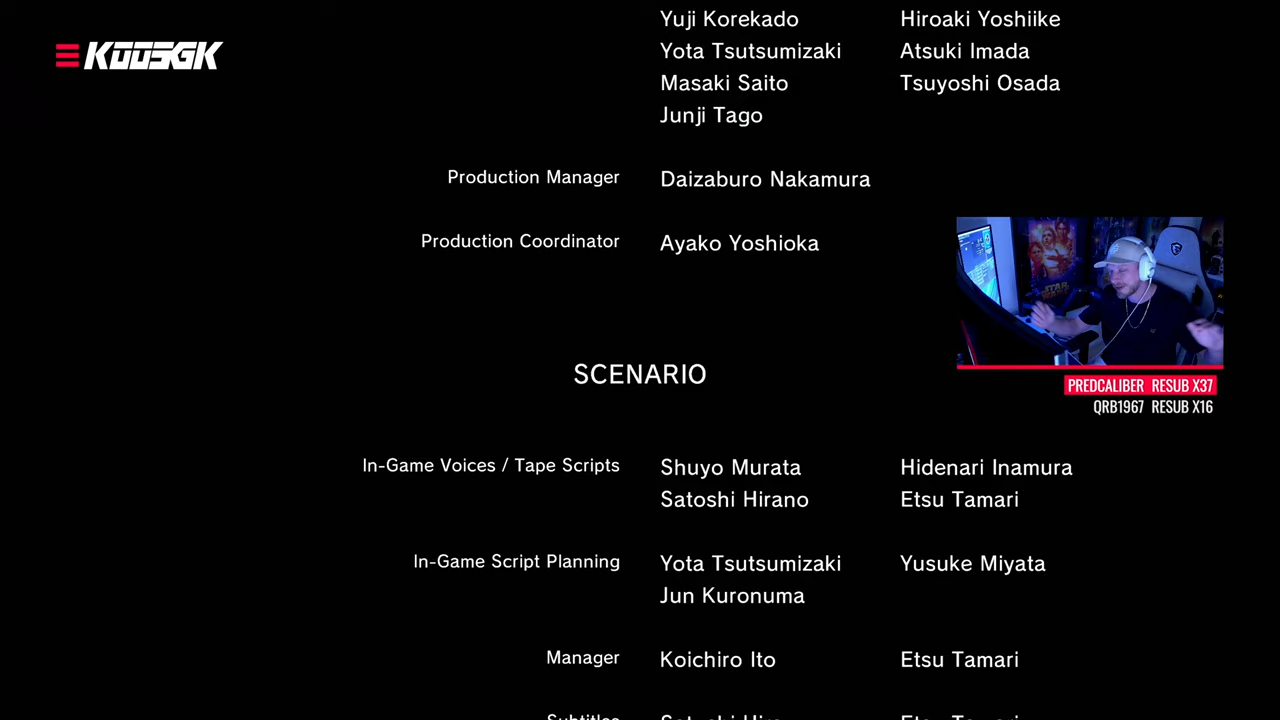 Yuji Korekado Hiroaki Yoshiike
K00SGK Yota Tsutsumizaki Atsuki Imada
Masaki Saito Tsuyoshi Osada
Junji Tago
Production Manager Daizaburo Nakamura
Production Coordinator Ayako Yoshioka
STAR WARS
SCENARIO
PREDCALIBER RESUB X37
QRB1967 RESUB X16
In-Game Voices / Tape Scripts Shuyo Murata Hidenari Inamura
Satoshi Hirano Etsu Tamari
In-Game Script Planning Yota Tsutsumizaki Yusuke Miyata
Jun Kuronuma
Manager Koichiro Ito Etsu Tamari